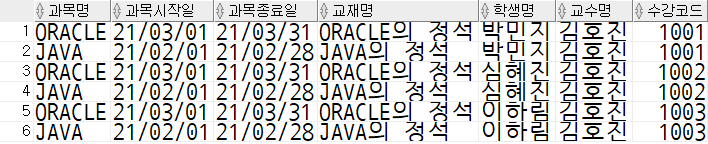 과목명 과목시작일 과목종료일 교재명 학생명 교수명 수강코드
1 ORACLE 21/03/01 21/03/31 ORACLE의 정석 박민지 김호진 1001
2 JAVA 21/02/01 21/02/28 JAVA의 정석 박민지 김호진 1001
3 ORACLE 21/03/01 21/03/31 ORACLE의 정석 심혜진 김호진 1002
4 JAVA 21/02/01 21/02/28 JAVA의 정석 심혜진 김호진 1002
5 ORACLE 21/03/01 21/03/31 ORACLE의 정석 이하림 김호진 1003
6 JAVA 21/02/01 21/02/28 JAVA의 정석 이하림 김호진 1003